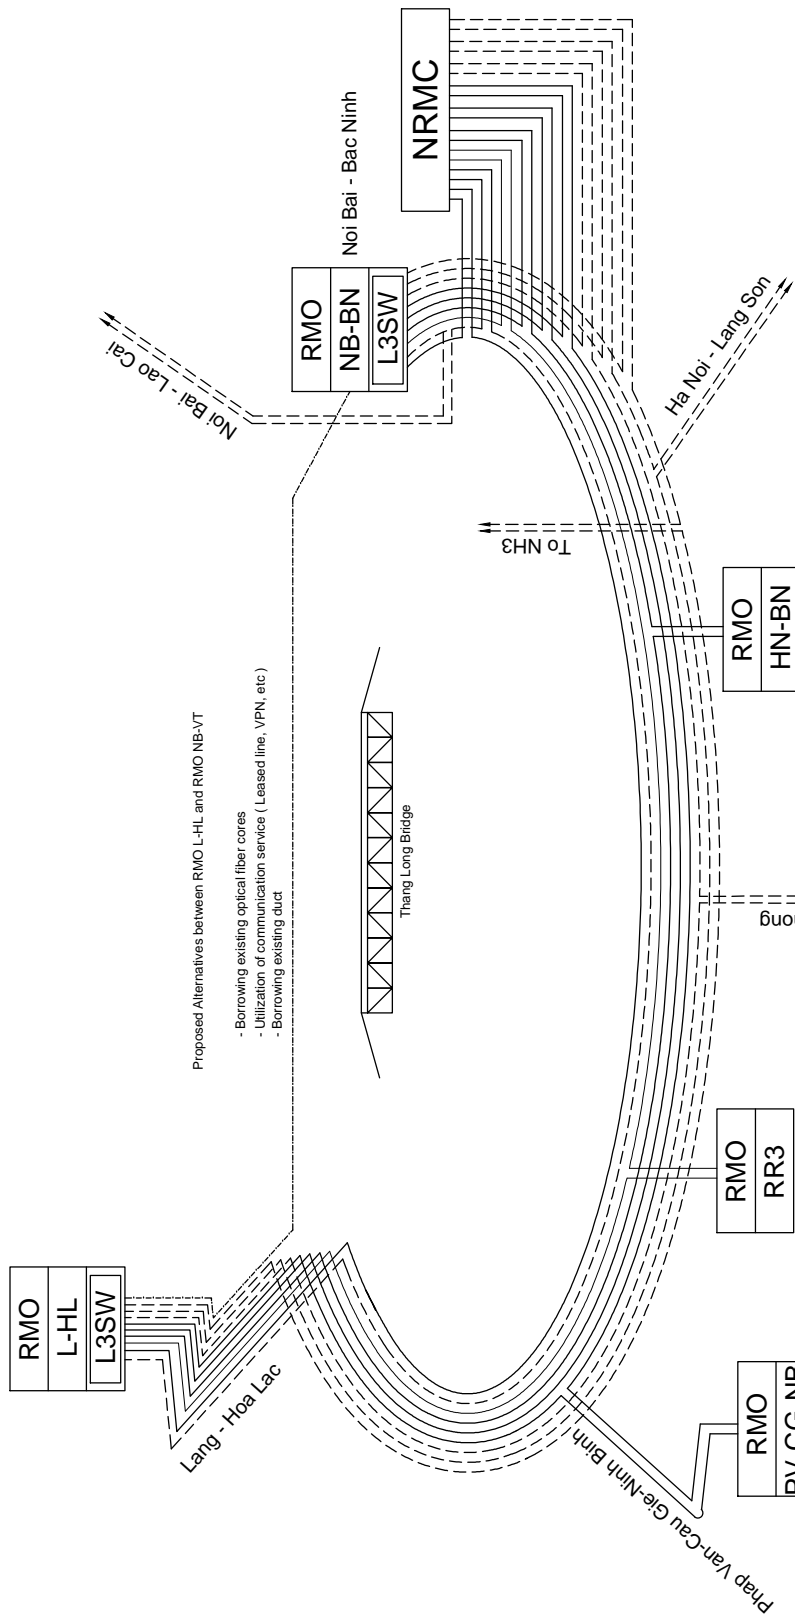 NRMC
Noi Bai - Bac Ninh
RMO
NB-BN
L3SW
Noi Bai - Lao Cai
Ha Noi - Lang Son
To NH3
RMO
HN-BN
Proposed Alternatives between RMO L-HL and RMO NB-VT
- Borrowing existing optical fiber cores
- Utilization of communication service ( Leased line, VPN, etc )
- Borrowing existing duct
Thang Long Bridge
RMO
RR3
RMO
L-HL
L3SW
Lang - Hoa Lac
RMO
PV-CG-NB
Phap Van-Cau Gie-Ninh Binh